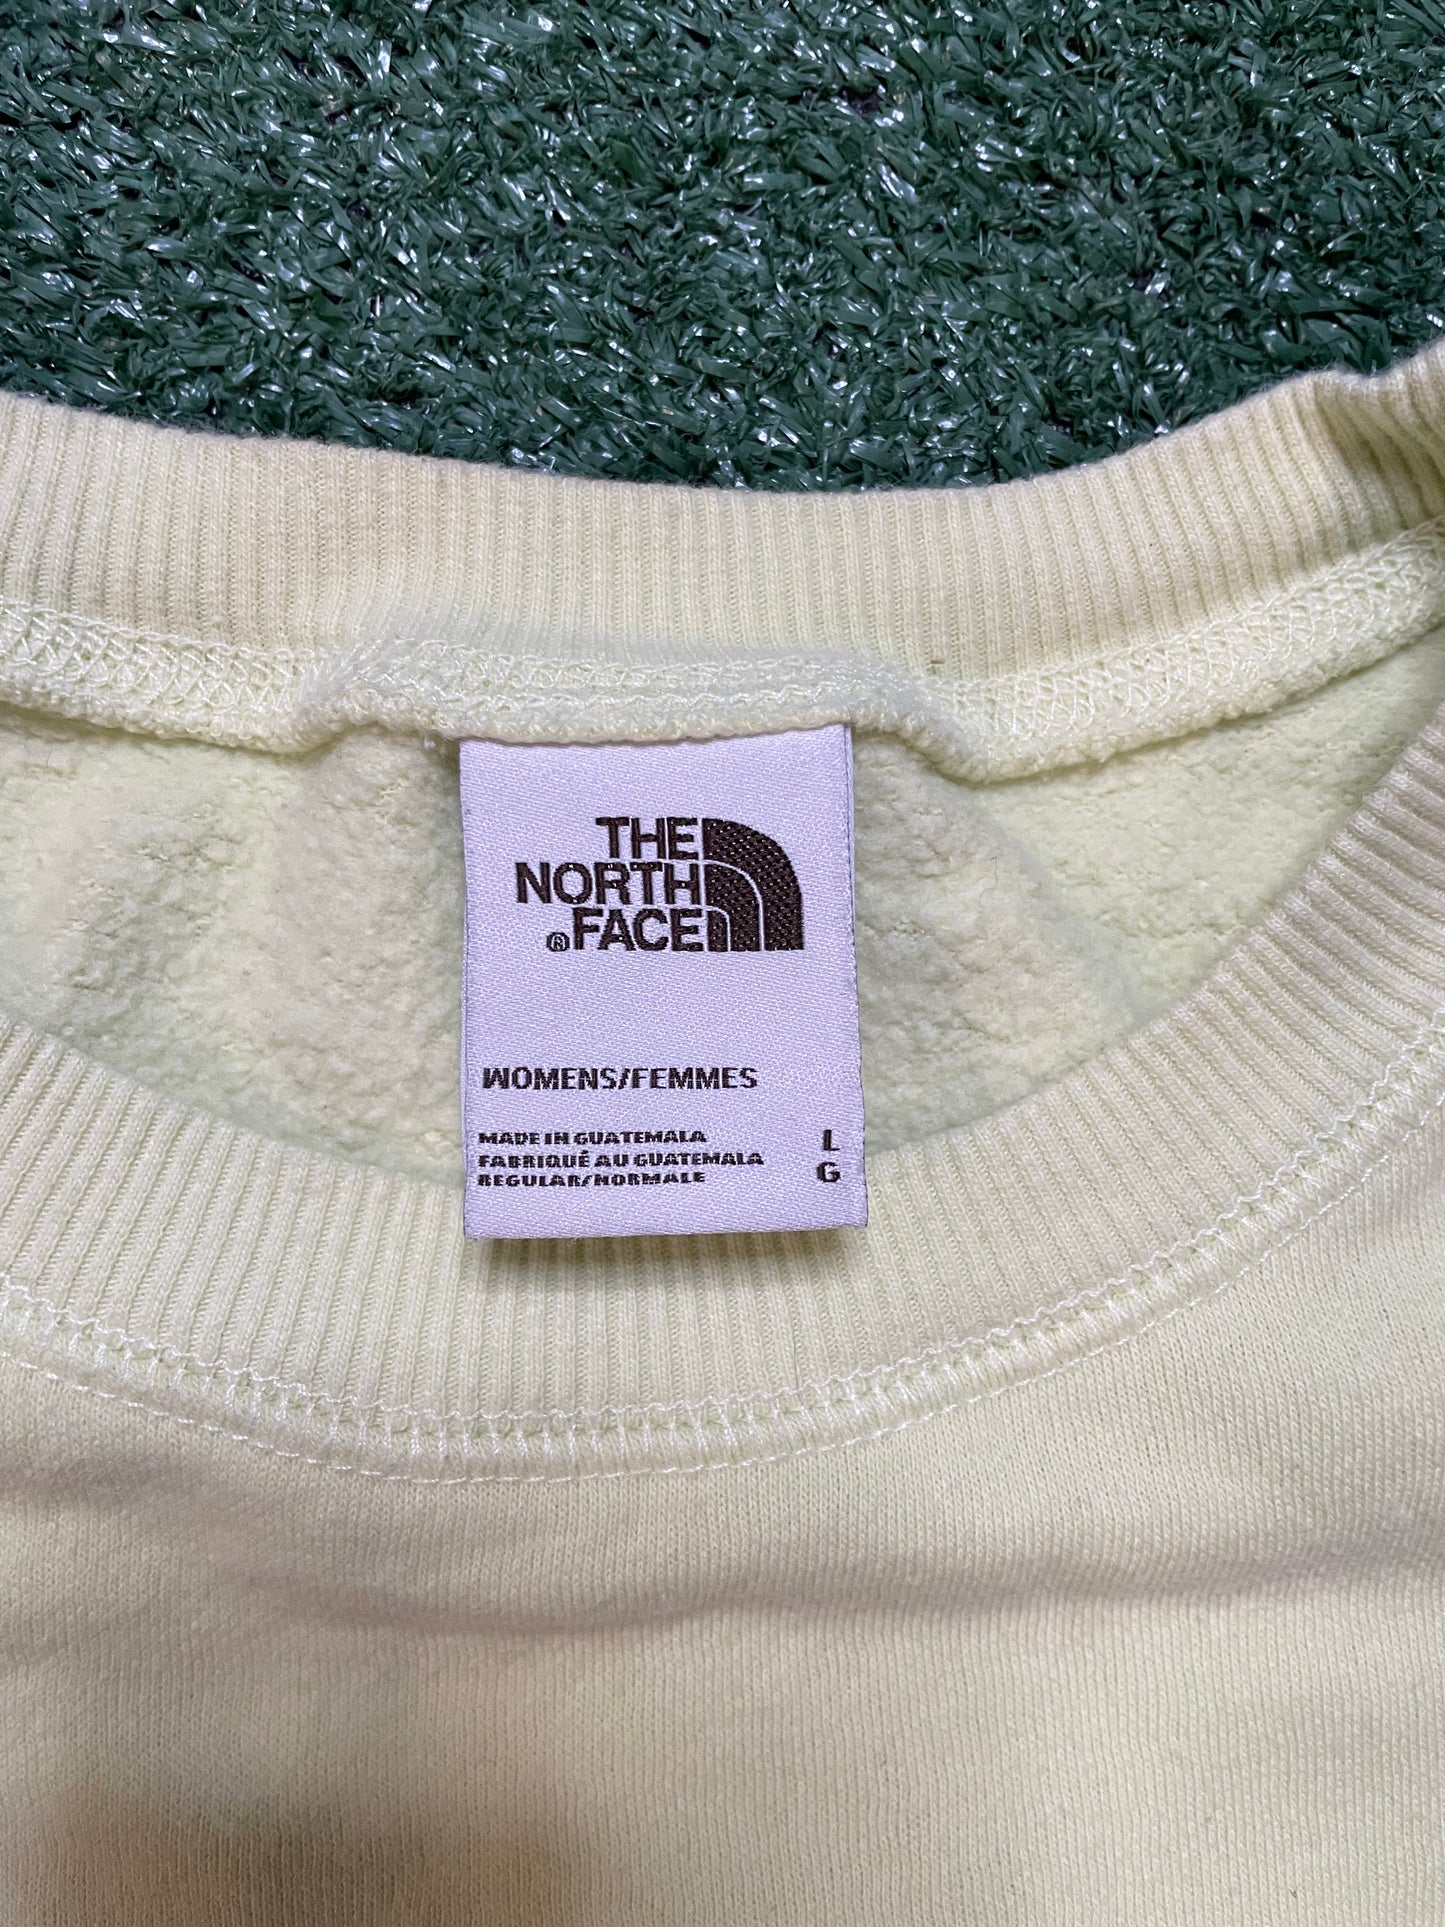 THE
NORTH
® FACE
WOMENS/FEMMES
MADE IN GUATEMALA L
FABRIQUÉ AU GUATEMALA G
REGULAR/NORMALE